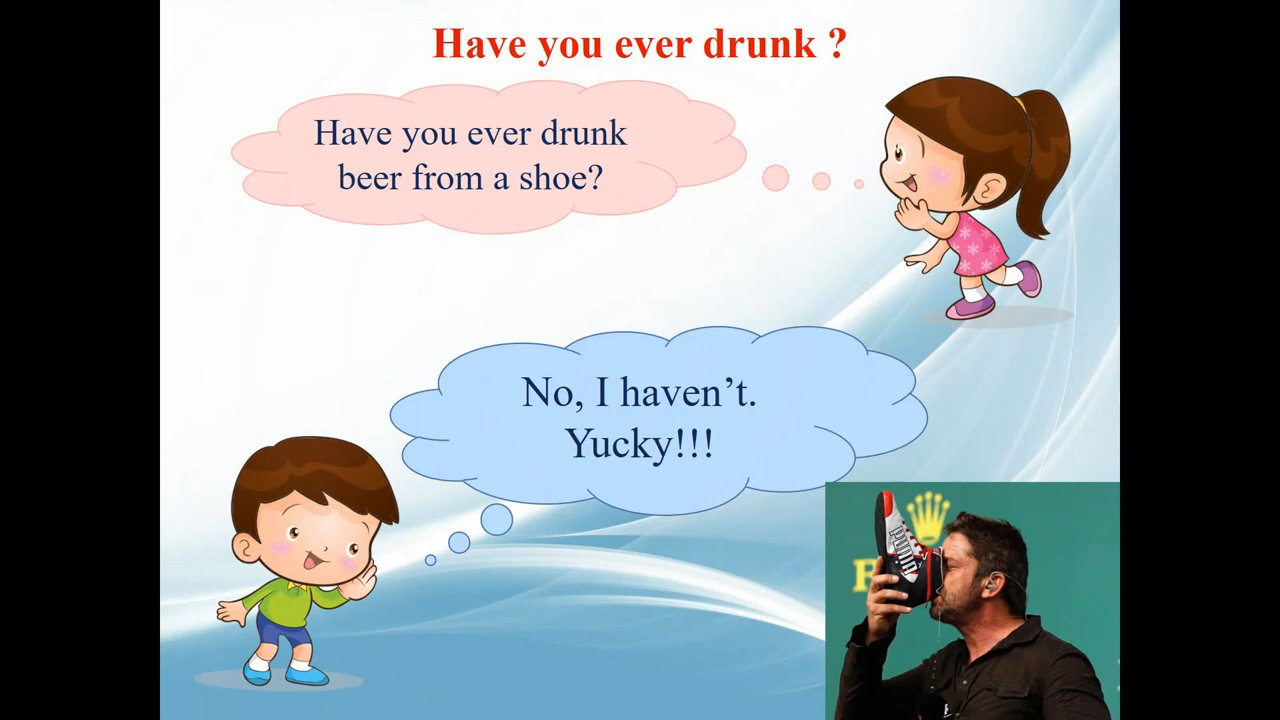 Have you ever drunk ?
Have you ever drunk
beer from a shoe?
No, I haven’t.
Yucky!!!
PUMA
R